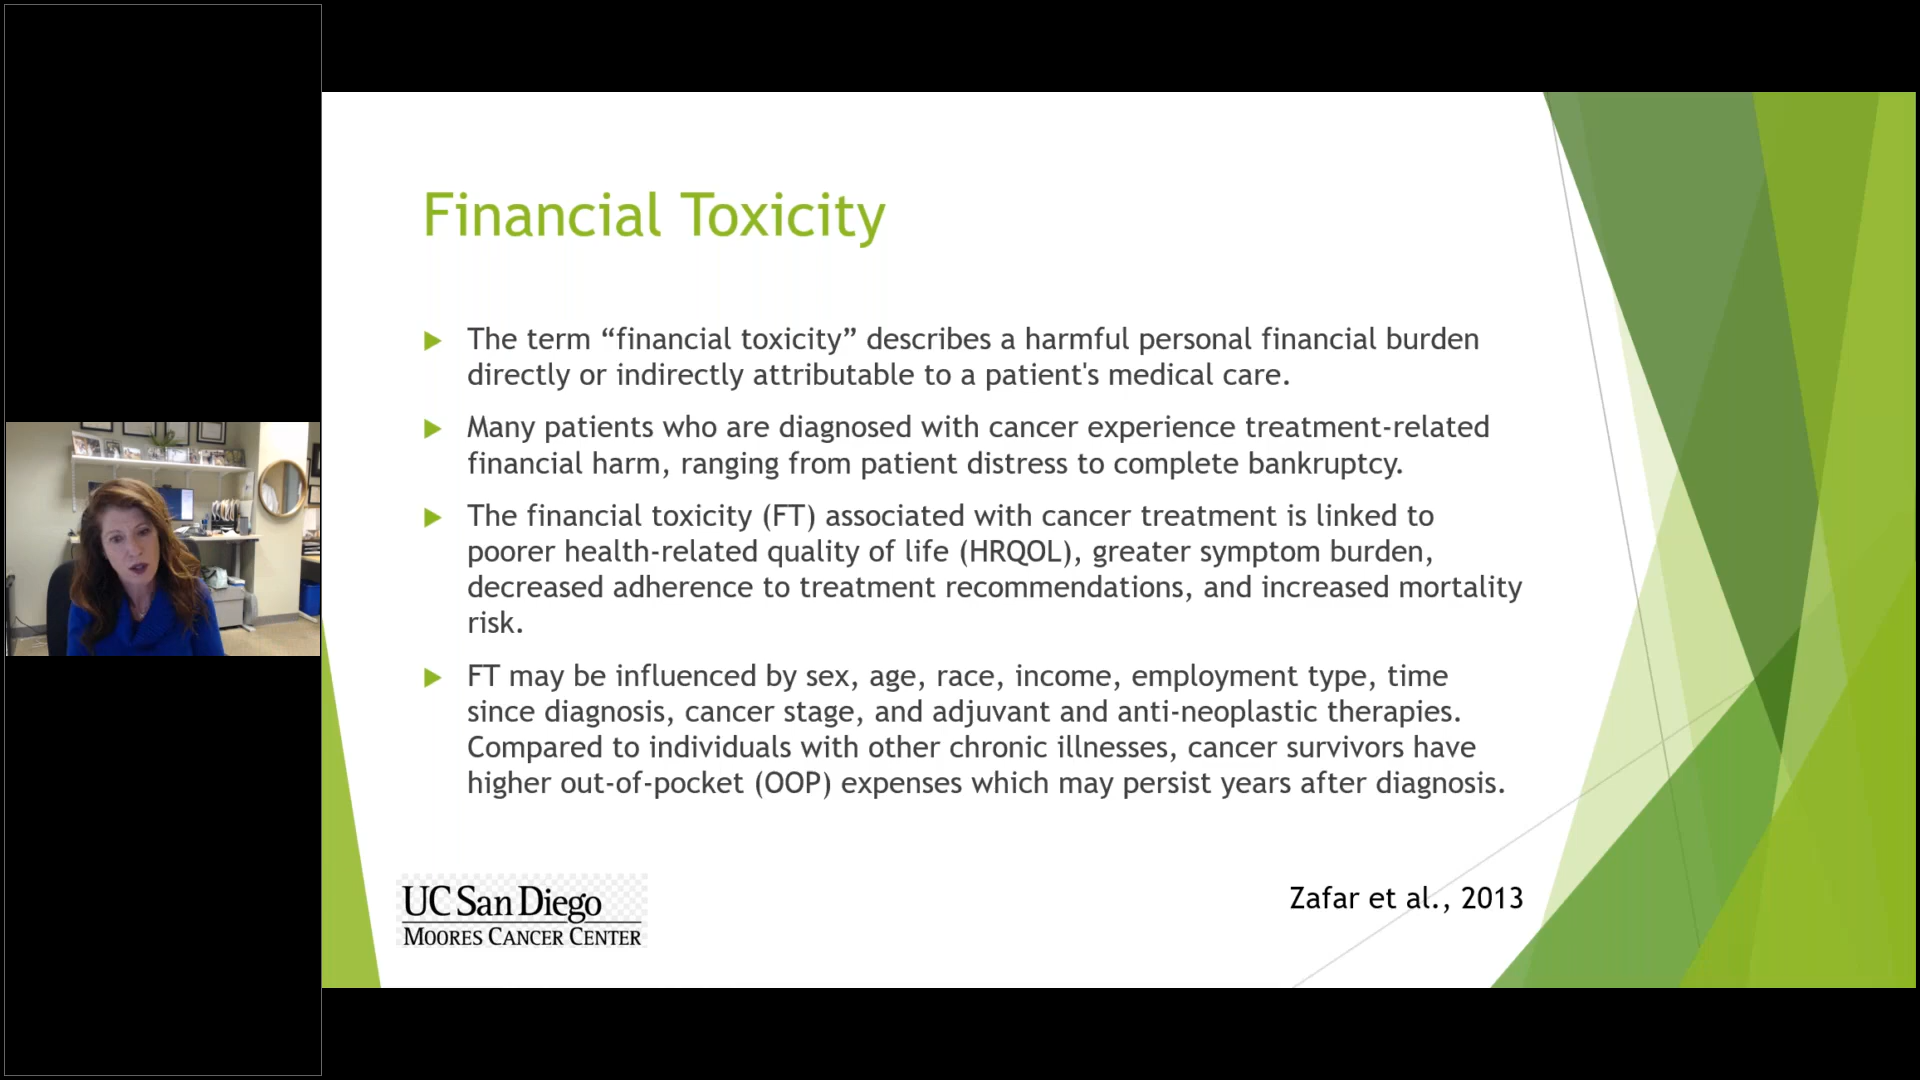 Financial Toxicity
The term “financial toxicity” describes a harmful personal financial burden
directly or indirectly attributable to a patient's medical care.
Many patients who are diagnosed with cancer experience treatment-related
financial harm, ranging from patient distress to complete bankruptcy.
The financial toxicity (FT) associated with cancer treatment is linked to
poorer health-related quality of life (HRQOL), greater symptom burden,
decreased adherence to treatment recommendations, and increased mortality
risk.
FT may be influenced by sex, age, race, income, employment type, time
since diagnosis, cancer stage, and adjuvant and anti-neoplastic therapies.
Compared to individuals with other chronic illnesses, cancer survivors have
higher out-of-pocket (OOP) expenses which may persist years after diagnosis.
UC San Diego
MOORES CANCER CENTER
Zafar et al., 2013